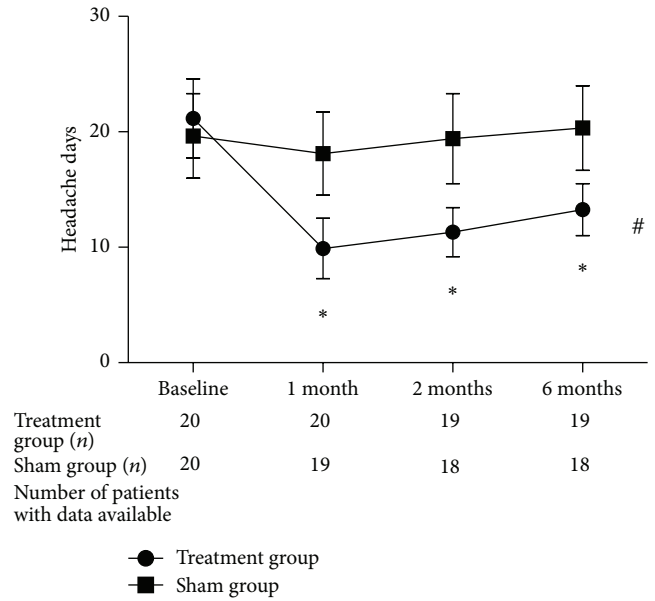 30
20
10
0
Headache days
*
*
*
#
Baseline 1 month 2 months 6 months
Treatment
group (n) 20 20 19 19
Sham group (n) 20 19 18 18
Number of patients
with data available
Treatment group
Sham group